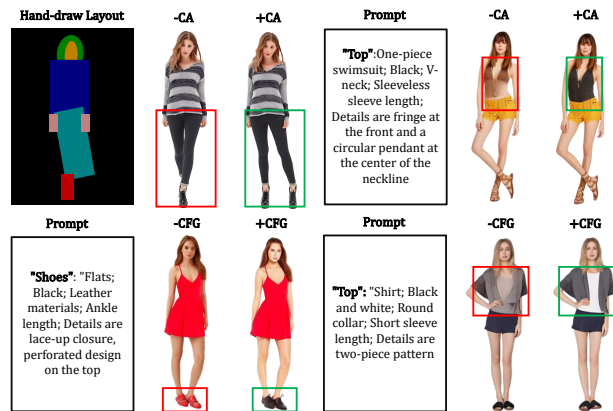 Hand-draw Layout
-CA
+CA
Prompt
-CA
+CA
"Top":One-piece
swimsuit; Black; V-
neck; Sleeveless
sleeve length;
Details are fringe at
the front and a
circular pendant at
the center of the
neckline
Prompt
-CFG
+CFG
Prompt
-CFG
+CFG
"Shoes": "Flats;
Black; Leather
materials; Ankle
length; Details are
lace-up closure,
perforated design
on the top
"Top": "Shirt; Black
and white; Round
collar; Short sleeve
length; Details are
two-piece pattern